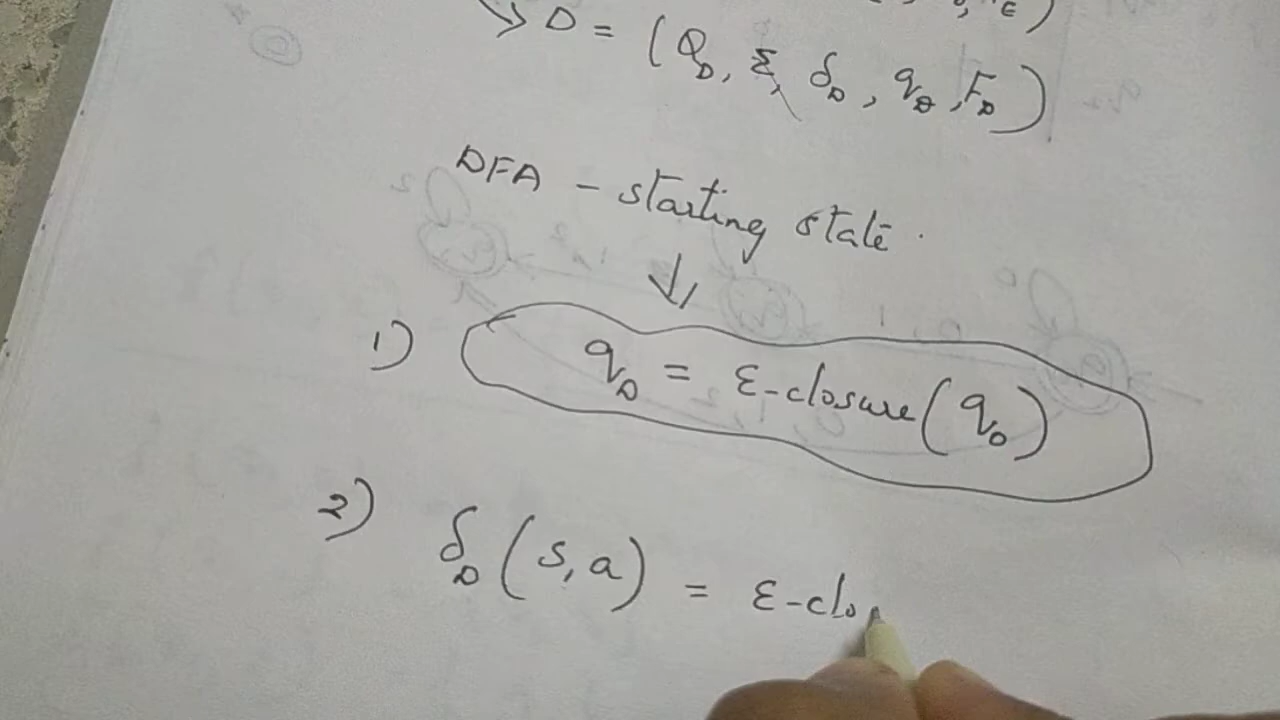 D = (Q_D, Σ, δ_D, q_D, F_D)
DFA - starting state.
1) q_D = ε-closure(q_0)
2) δ_D(s, a) = ε-clo